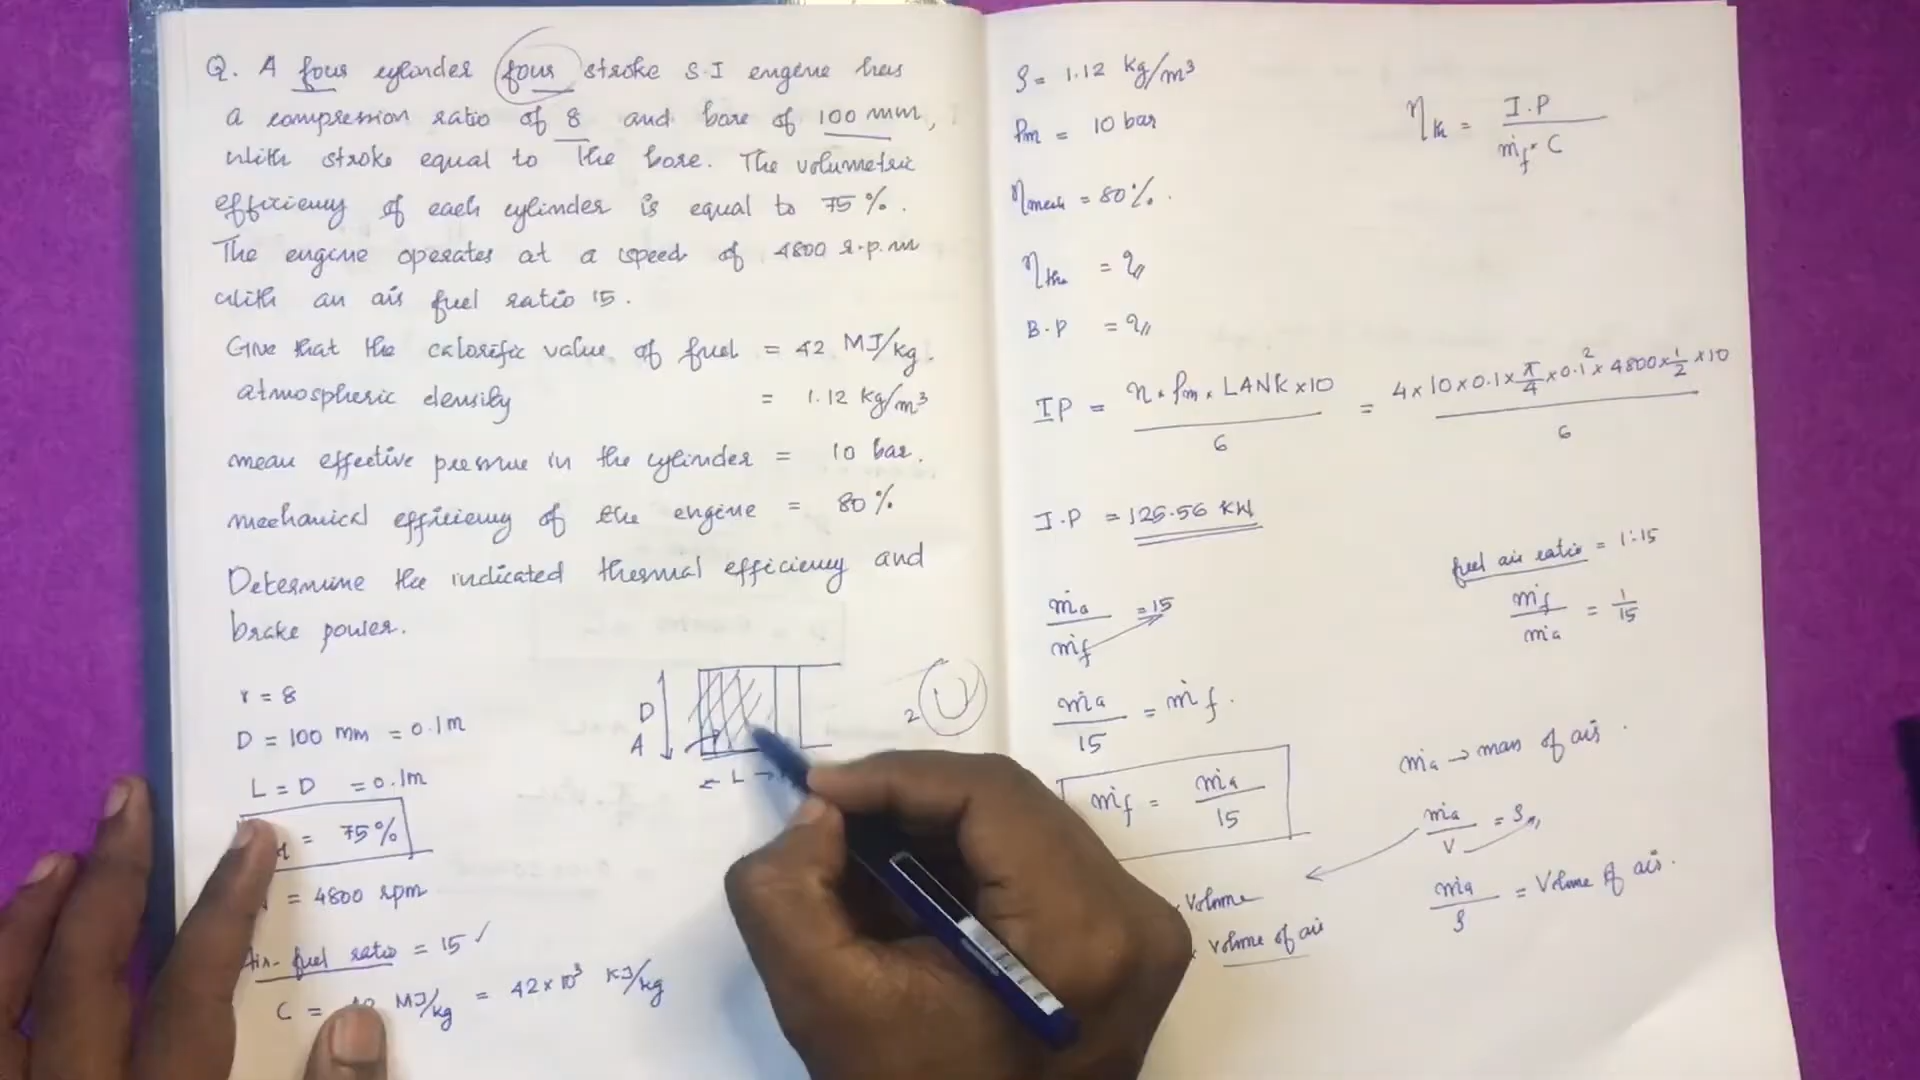 Q. A four cylinder four stroke S.I engine has
a compression ratio of 8 and bore of 100 mm,
with stroke equal to the bore. The volumetric
efficiency of each cylinder is equal to 75%.
The engine operates at a speed of 4800 r.p.m
with an air fuel ratio 15.
Give that the calorific value of fuel = 42 MJ/kg.
atmospheric density = 1.12 kg/m³
mean effective pressure in the cylinder = 10 bar.
mechanical efficiency of the engine = 80%
Determine the indicated thermal efficiency and
brake power.
r = 8
D = 100 mm = 0.1m
L = D = 0.1m
= 75%
= 4800 rpm
Air-fuel ratio = 15 ✓
C = MJ/kg = 42×10³ KJ/kg
D
A
← L →
2
ρ = 1.12 kg/m³
Pm = 10 bar
ηmech = 80%.
ηthe = ?//
B.P = ?//
IP = n × Pm × LANK×10 / 6 = 4×10×0.1×π/4×0.1²×4800×1/2×10 / 6
I.P = 125.56 KW
ṁa / ṁf = 15
ṁa / 15 = ṁf.
ṁf = ṁa / 15
× Volume
× Volume of air
ηth = I.P / ṁf × C
fuel air ratio = 1:15
ṁf / ṁa = 1/15
ṁa → mass of air.
ṁa / V = ρ
ṁa / ρ = Volume of air.